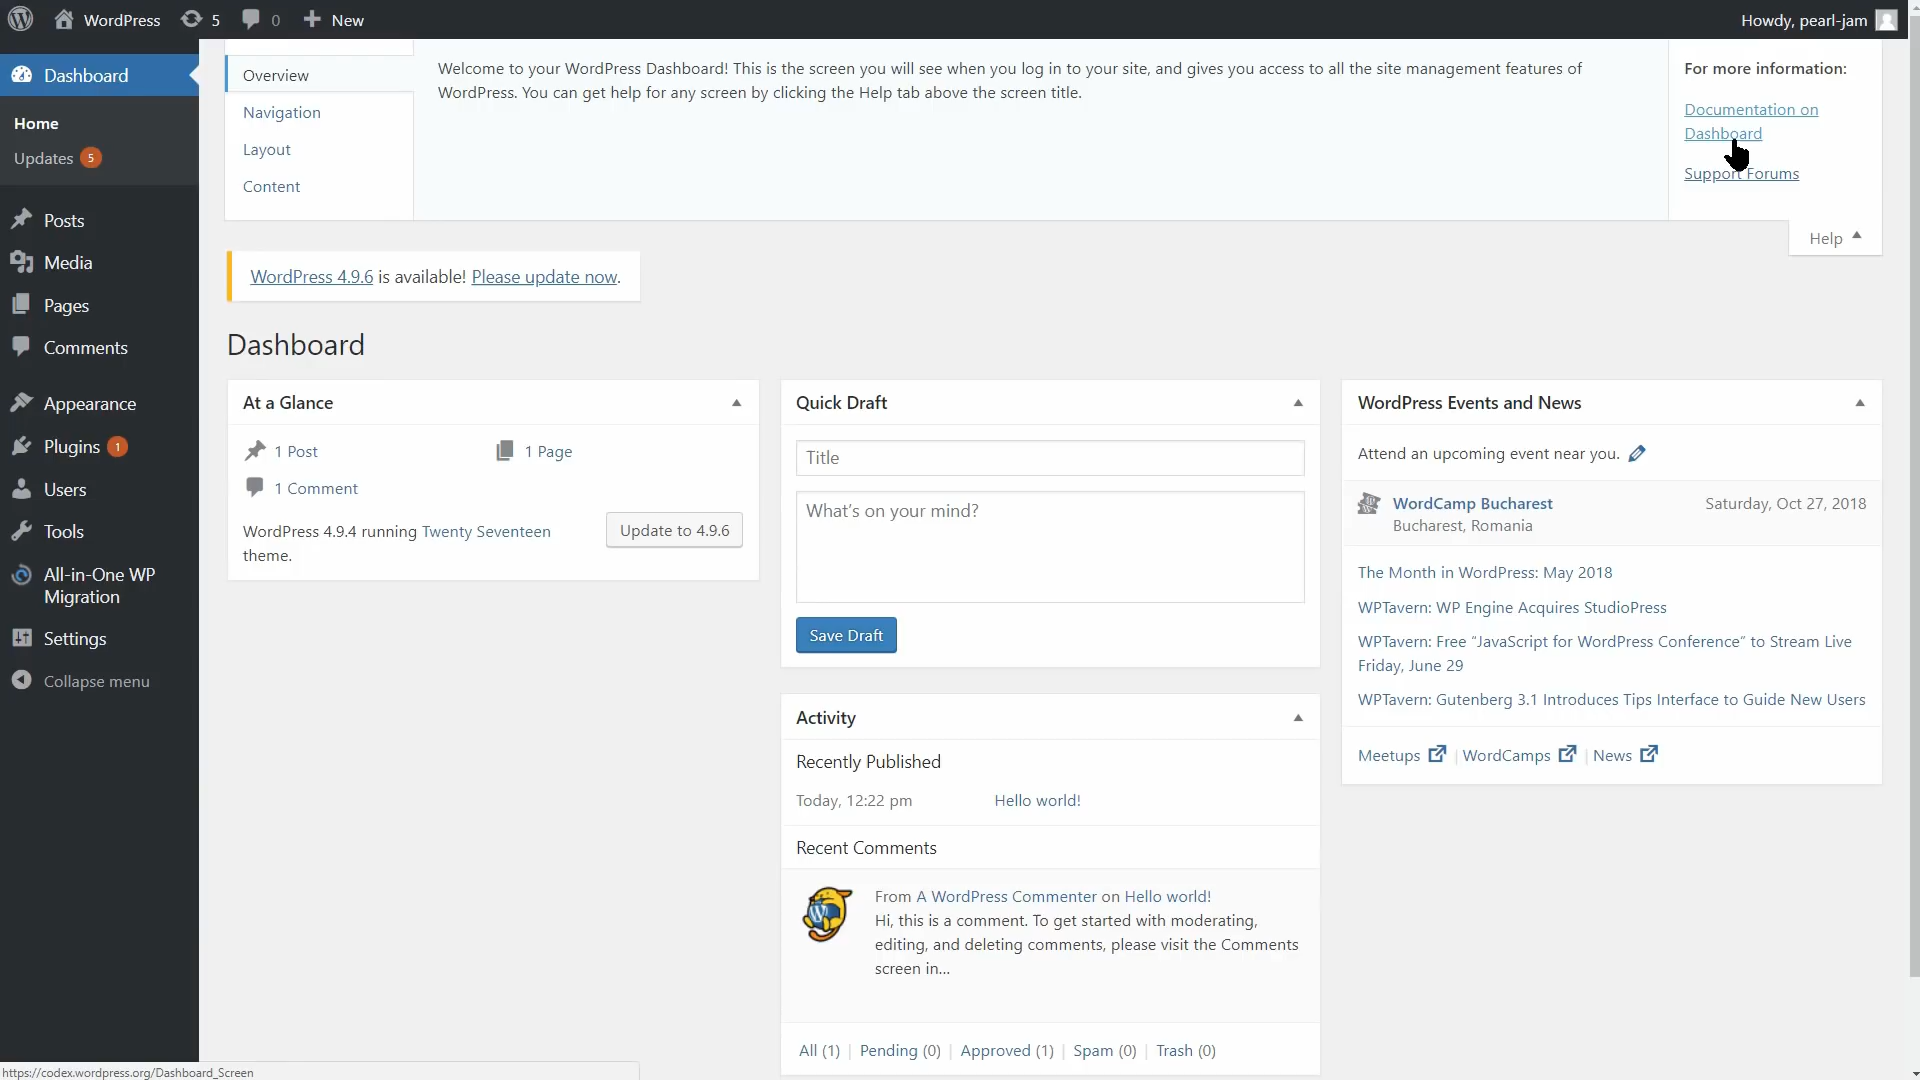 WordPress 5 0 New Howdy, pearl-jam
Dashboard
Home
Updates 5
Posts
Media
Pages
Comments
Appearance
Plugins 1
Users
Tools
All-in-One WP
Migration
Settings
Collapse menu
Overview
Navigation
Layout
Content
Welcome to your WordPress Dashboard! This is the screen you will see when you log in to your site, and gives you access to all the site management features of
WordPress. You can get help for any screen by clicking the Help tab above the screen title.
For more information:
Documentation on
Dashboard
Support Forums
Help
WordPress 4.9.6 is available! Please update now.
Dashboard
At a Glance
1 Post 1 Page
1 Comment
WordPress 4.9.4 running Twenty Seventeen
theme.
Update to 4.9.6
Quick Draft
Title
What's on your mind?
Save Draft
Activity
Recently Published
Today, 12:22 pm Hello world!
Recent Comments
From A WordPress Commenter on Hello world!
Hi, this is a comment. To get started with moderating,
editing, and deleting comments, please visit the Comments
screen in...
All (1) | Pending (0) | Approved (1) | Spam (0) | Trash (0)
WordPress Events and News
Attend an upcoming event near you.
WordCamp Bucharest Saturday, Oct 27, 2018
Bucharest, Romania
The Month in WordPress: May 2018
WPTavern: WP Engine Acquires StudioPress
WPTavern: Free “JavaScript for WordPress Conference” to Stream Live
Friday, June 29
WPTavern: Gutenberg 3.1 Introduces Tips Interface to Guide New Users
Meetups | WordCamps | News
https://codex.wordpress.org/Dashboard_Screen